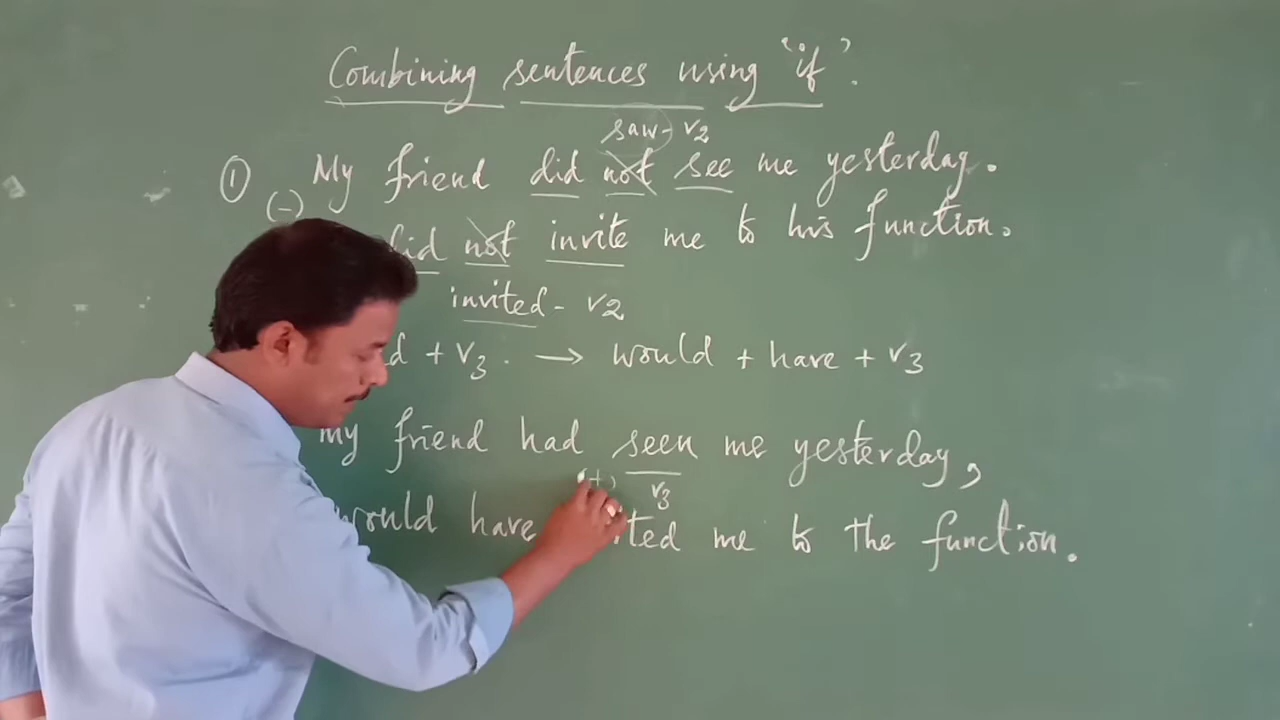 Combining sentences using 'if'.
saw - v2
① My friend did not see me yesterday.
(-)
did not invite me to his function.
invited - v2
+ v3. → would + have + v3
My friend had seen me yesterday,
(+) v3
would have me to the function.